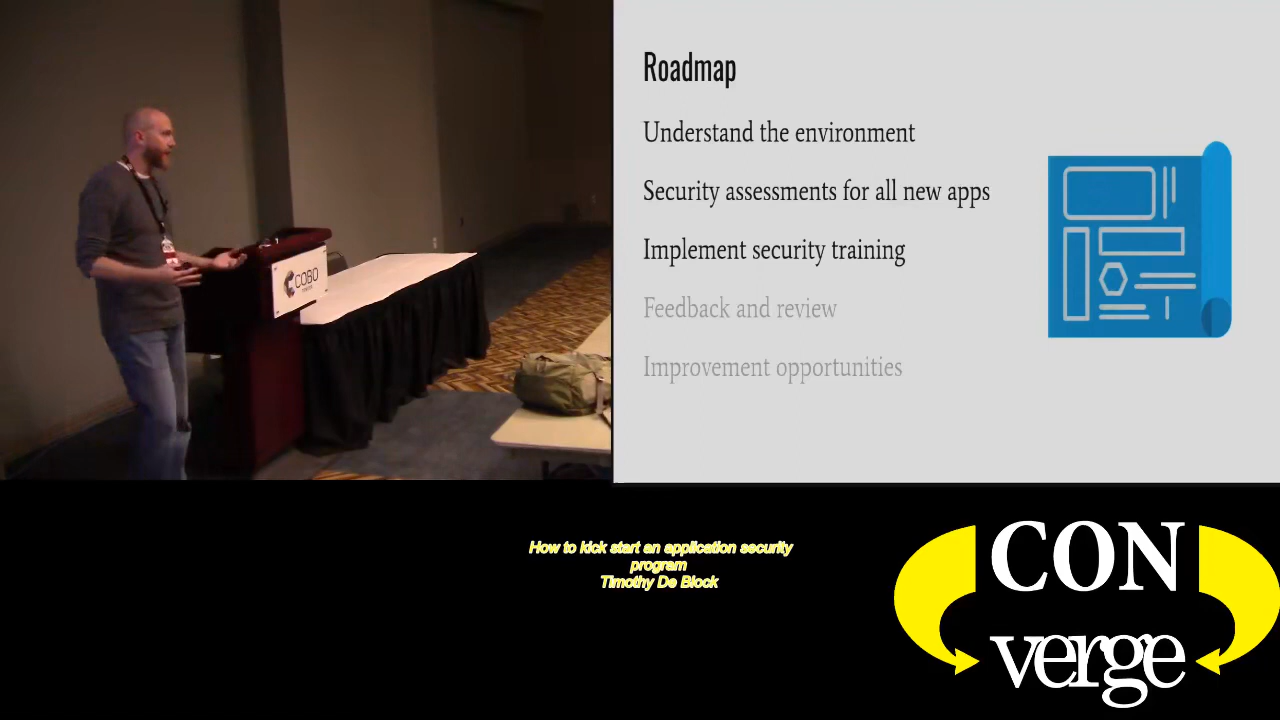 Roadmap
Understand the environment
Security assessments for all new apps
Implement security training
Feedback and review
Improvement opportunities
COBO
How to kick start an application security
program
Timothy De Block
CON
verge